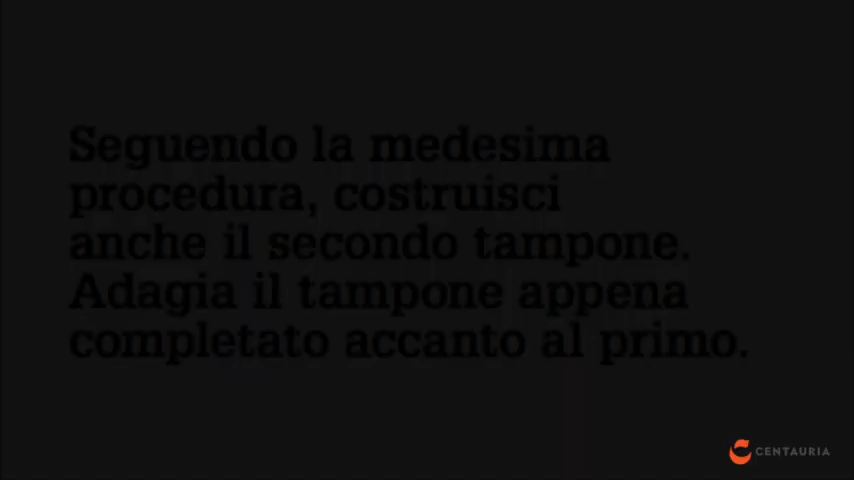 Seguendo la medesima
procedura, costruisci
anche il secondo tampone.
Adagia il tampone appena
completato accanto al primo.
CENTAURIA